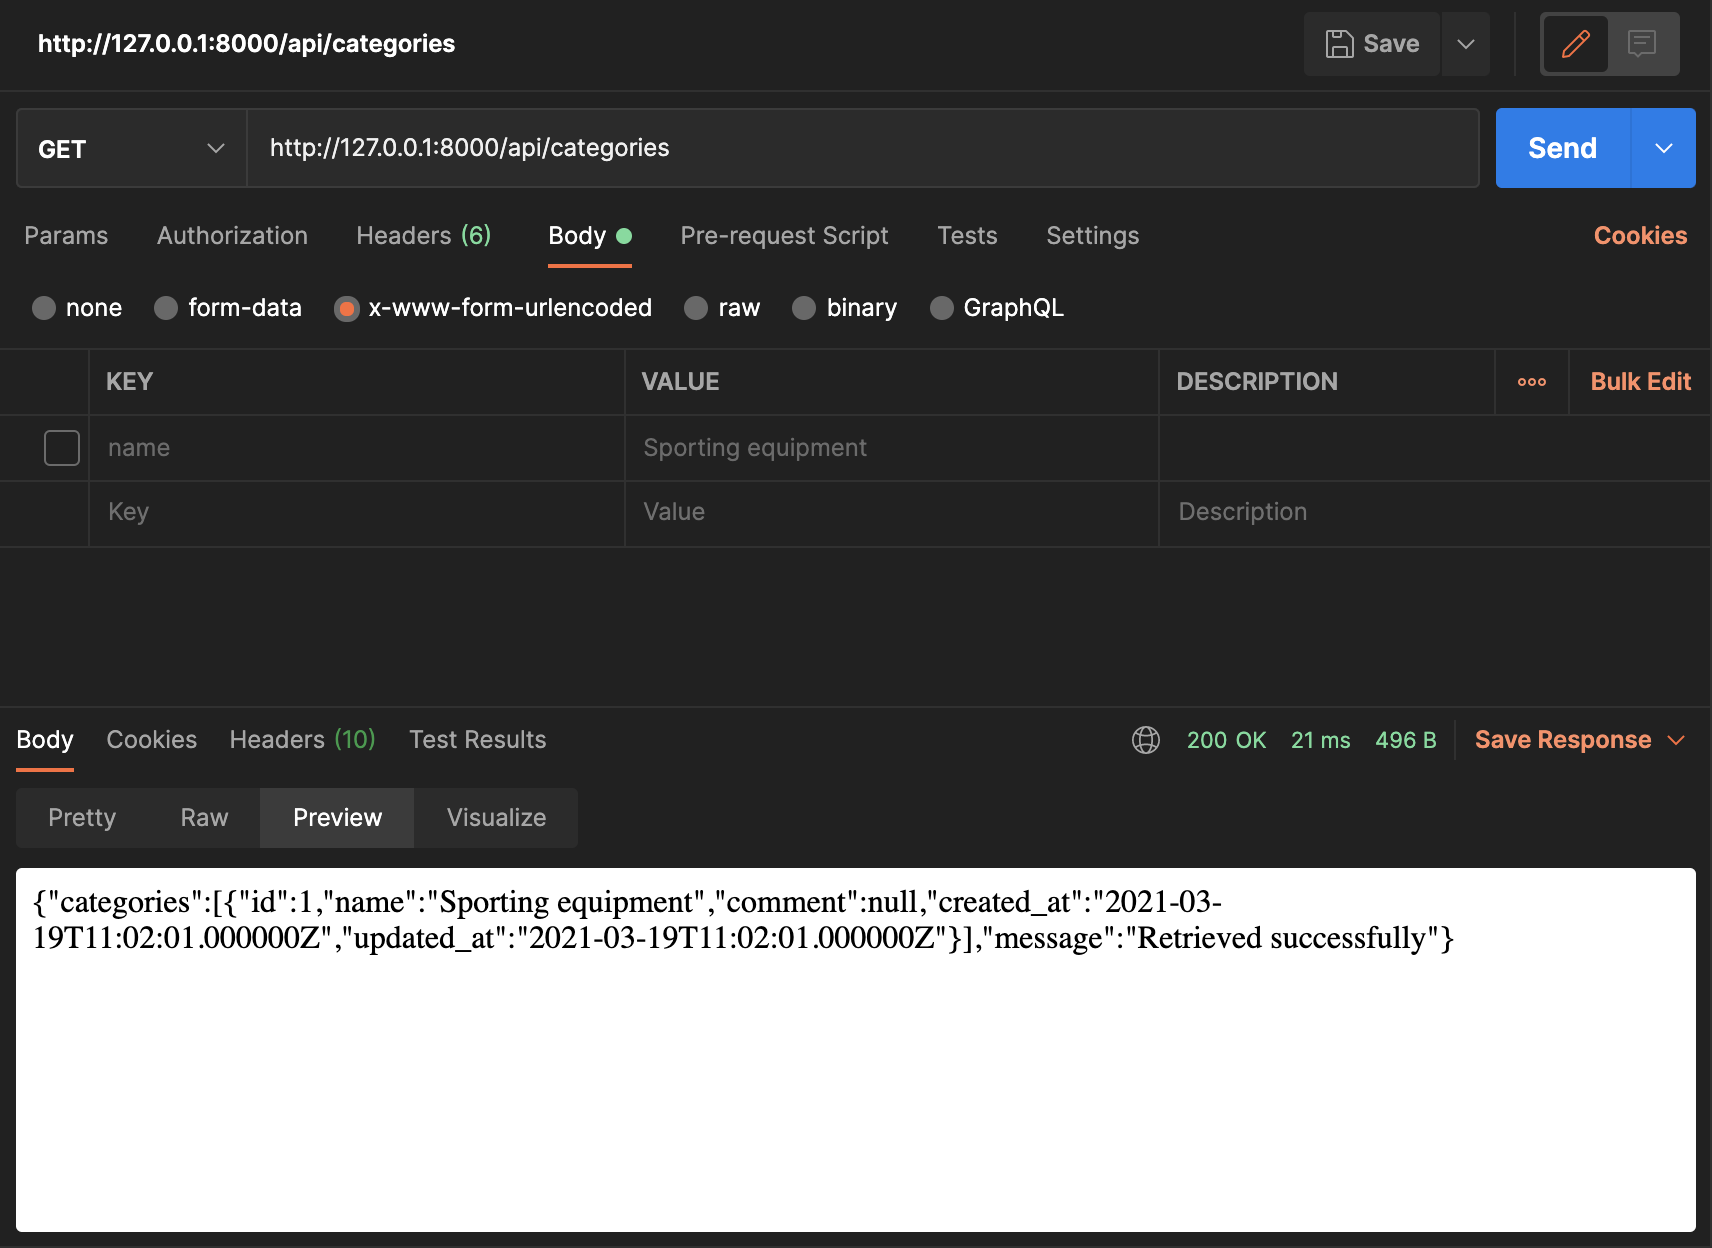 http://127.0.0.1:8000/api/categories
Save
GET
http://127.0.0.1:8000/api/categories
Send
Params Authorization Headers (6) Body Pre-request Script Tests Settings Cookies
none form-data x-www-form-urlencoded raw binary GraphQL
KEY VALUE DESCRIPTION Bulk Edit
name Sporting equipment
Key Value Description
Body Cookies Headers (10) Test Results 200 OK 21 ms 496 B Save Response
Pretty Raw Preview Visualize
{"categories":[{"id":1,"name":"Sporting equipment","comment":null,"created_at":"2021-03-
19T11:02:01.000000Z","updated_at":"2021-03-19T11:02:01.000000Z"}],"message":"Retrieved successfully"}